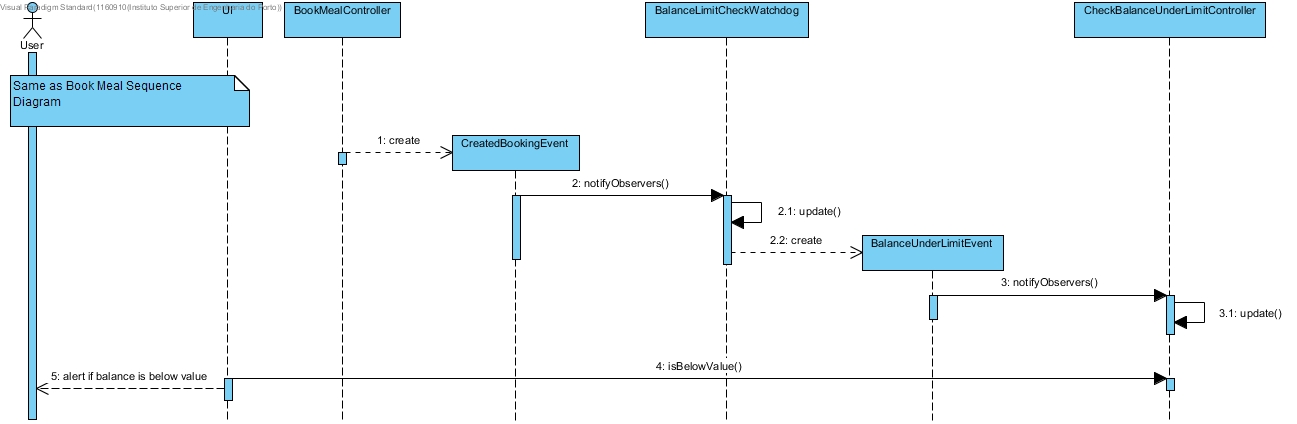 Visual Paradigm Standard(1160910(Instituto Superior de Engenharia do Porto))
UI
BookMealController
BalanceLimitCheckWatchdog
CheckBalanceUnderLimitController
User
Same as Book Meal Sequence
Diagram
1: create
CreatedBookingEvent
2: notifyObservers()
2.1: update()
2.2: create
BalanceUnderLimitEvent
3: notifyObservers()
3.1: update()
4: isBelowValue()
5: alert if balance is below value